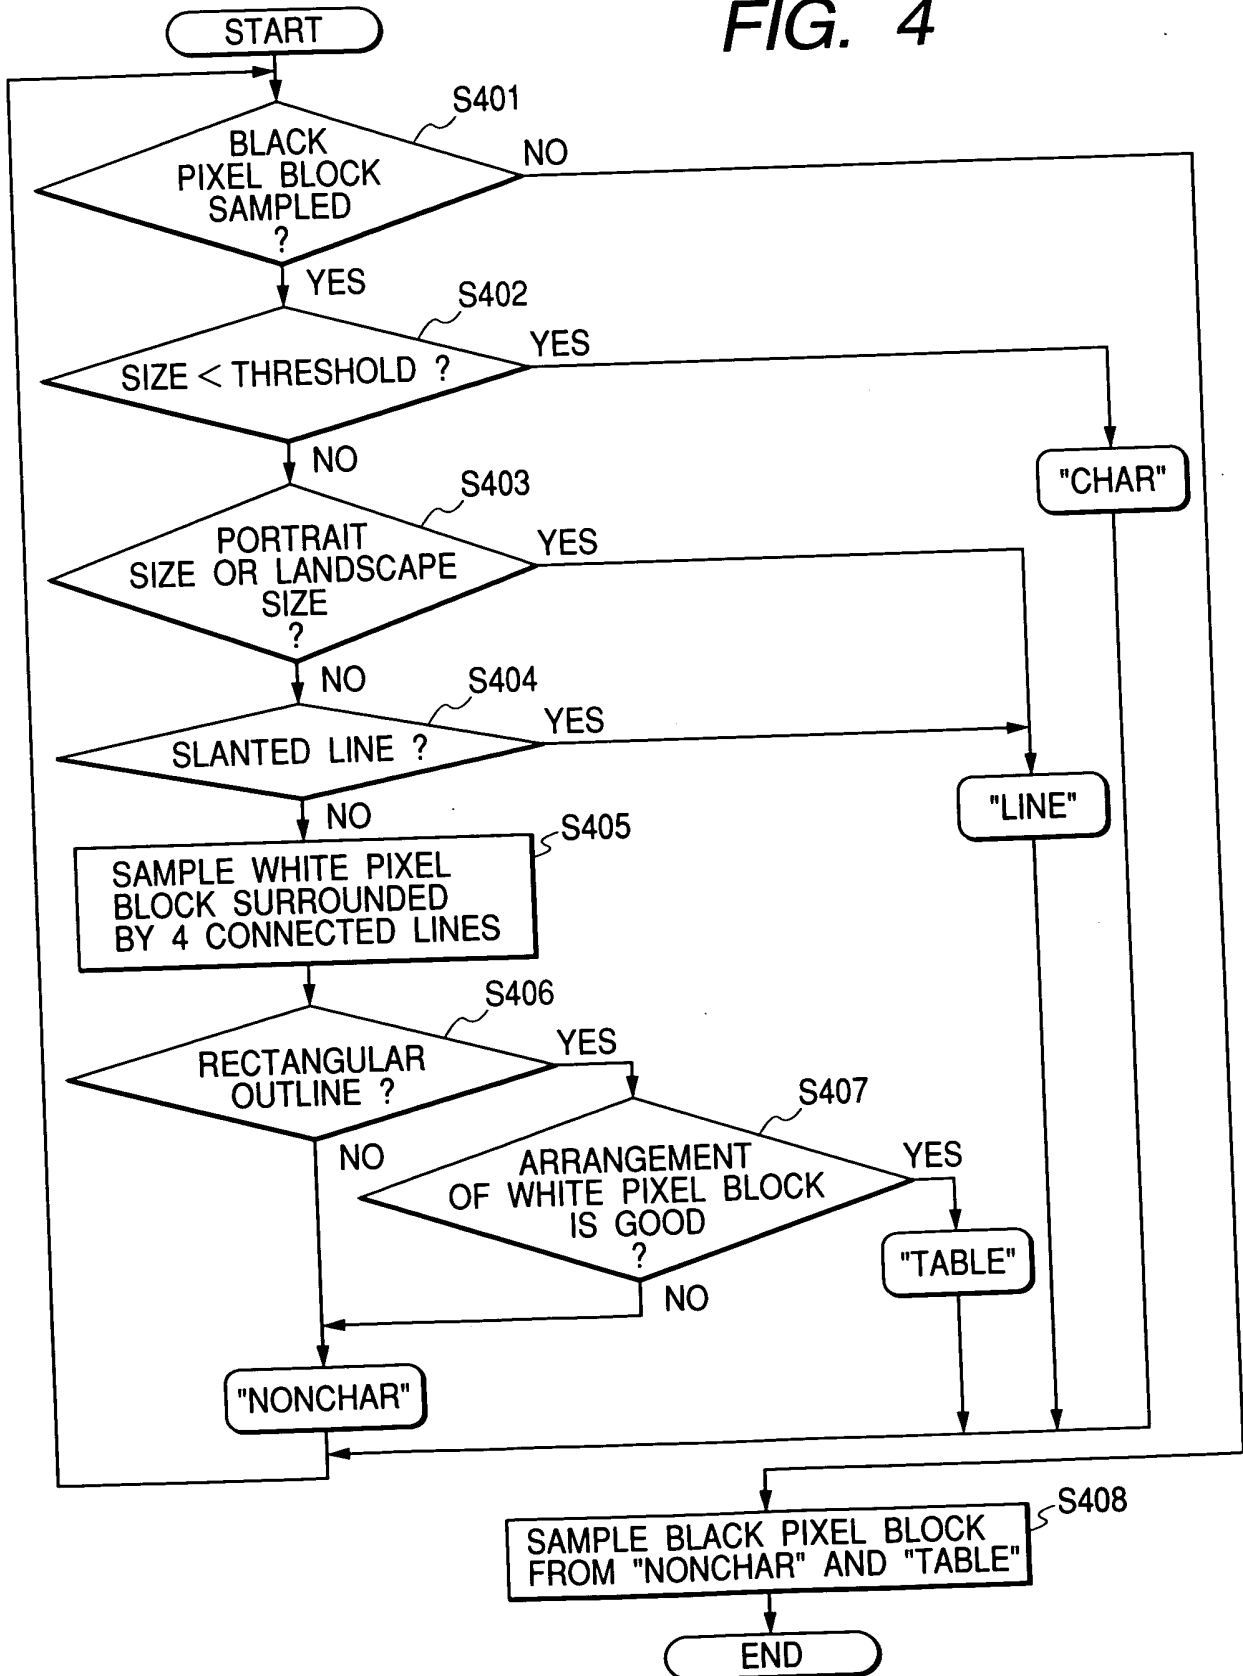 FIG. 4
START
S401
BLACK
PIXEL BLOCK
SAMPLED
?
NO
YES
S402
SIZE < THRESHOLD ?
YES
NO
"CHAR"
S403
PORTRAIT
SIZE OR LANDSCAPE
SIZE
?
YES
NO
S404
SLANTED LINE ?
YES
NO
"LINE"
S405
SAMPLE WHITE PIXEL
BLOCK SURROUNDED
BY 4 CONNECTED LINES
S406
RECTANGULAR
OUTLINE ?
YES
NO
S407
ARRANGEMENT
OF WHITE PIXEL BLOCK
IS GOOD
?
YES
NO
"TABLE"
"NONCHAR"
S408
SAMPLE BLACK PIXEL BLOCK
FROM "NONCHAR" AND "TABLE"
END